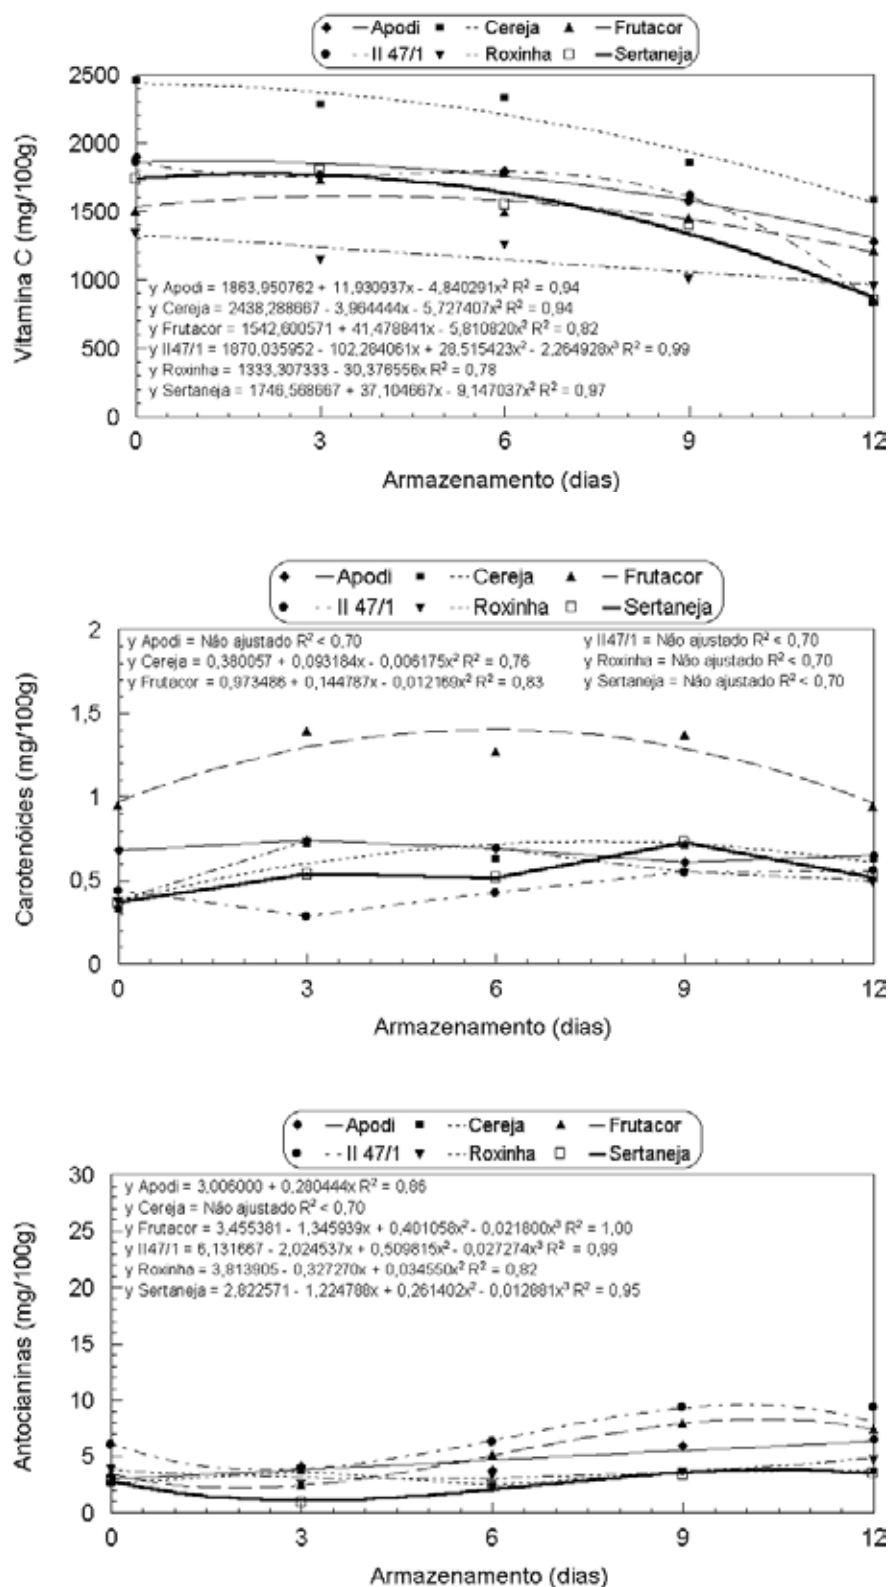 Apodi Cereja Frutacor
II 47/1 Roxinha Sertaneja
2500
2000
1500
1000
500
0
Vitamina C (mg/100g)
y Apodi = 1863,950762 + 11,930937x - 4,840291x² R² = 0,94
y Cereja = 2438,288667 - 3,964444x - 5,727407x² R² = 0,94
y Frutacor = 1542,600571 + 41,478841x - 5,810820x² R² = 0,82
y II47/1 = 1870,035952 - 102,284061x + 28,515423x² - 2,264928x³ R² = 0,99
y Roxinha = 1333,307333 - 30,376556x R² = 0,78
y Sertaneja = 1746,568667 + 37,104667x - 9,147037x² R² = 0,97
0 3 6 9 12
Armazenamento (dias)
Apodi Cereja Frutacor
II 47/1 Roxinha Sertaneja
2
1,5
1
0,5
0
Carotenóides (mg/100g)
y Apodi = Não ajustado R² < 0,70 y II47/1 = Não ajustado R² < 0,70
y Cereja = 0,380057 + 0,093184x - 0,006175x² R² = 0,76 y Roxinha = Não ajustado R² < 0,70
y Frutacor = 0,973486 + 0,144787x - 0,012169x² R² = 0,83 y Sertaneja = Não ajustado R² < 0,70
0 3 6 9 12
Armazenamento (dias)
Apodi Cereja Frutacor
II 47/1 Roxinha Sertaneja
30
25
20
15
10
5
0
Antocianinas (mg/100g)
y Apodi = 3,006000 + 0,280444x R² = 0,86
y Cereja = Não ajustado R² < 0,70
y Frutacor = 3,455381 - 1,345939x + 0,401058x² - 0,021800x³ R² = 1,00
y II47/1 = 6,131667 - 2,024537x + 0,509815x² - 0,027274x³ R² = 0,99
y Roxinha = 3,813905 - 0,327270x + 0,034550x² R² = 0,82
y Sertaneja = 2,822571 - 1,224788x + 0,261402x² - 0,012881x³ R² = 0,95
0 3 6 9 12
Armazenamento (dias)